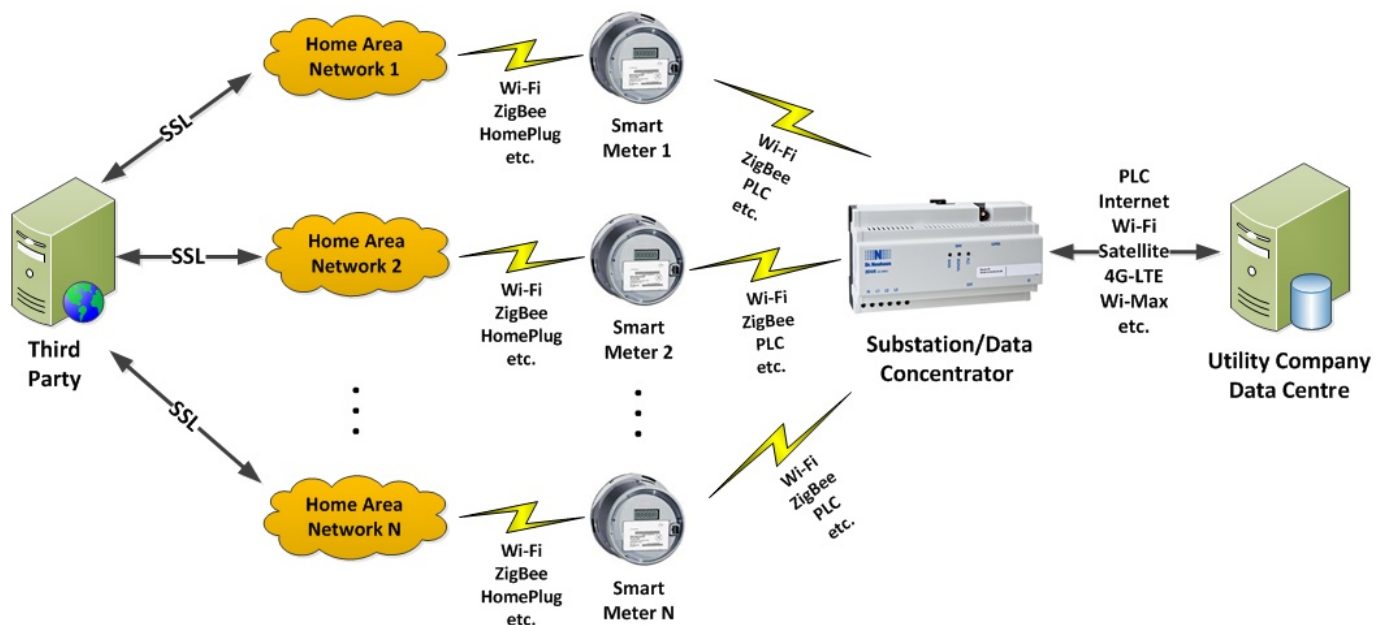 Home Area
Network 1
SSL
Wi-Fi
ZigBee
HomePlug
etc.
Smart
Meter 1
Wi-Fi
ZigBee
PLC
etc.
Third
Party
SSL
Home Area
Network 2
Wi-Fi
ZigBee
HomePlug
etc.
Smart
Meter 2
Wi-Fi
ZigBee
PLC
etc.
Substation/Data
Concentrator
PLC
Internet
Wi-Fi
Satellite
4G-LTE
Wi-Max
etc.
Utility Company
Data Centre
SSL
Home Area
Network N
Wi-Fi
ZigBee
HomePlug
etc.
Smart
Meter N
Wi-Fi
ZigBee
PLC
etc.
N
Dr. Neuhaus